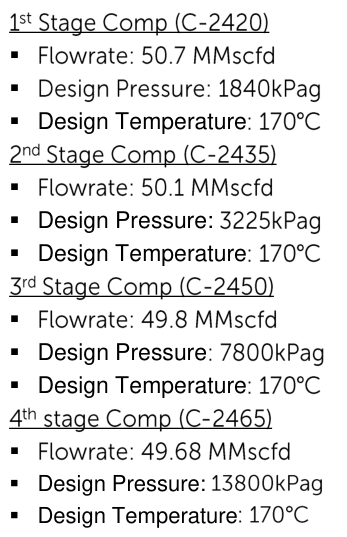 1st Stage Comp (C-2420)
▪ Flowrate: 50.7 MMscfd
▪ Design Pressure: 1840kPag
▪ Design Temperature: 170°C
2nd Stage Comp (C-2435)
▪ Flowrate: 50.1 MMscfd
▪ Design Pressure: 3225kPag
▪ Design Temperature: 170°C
3rd Stage Comp (C-2450)
▪ Flowrate: 49.8 MMscfd
▪ Design Pressure: 7800kPag
▪ Design Temperature: 170°C
4th stage Comp (C-2465)
▪ Flowrate: 49.68 MMscfd
▪ Design Pressure: 13800kPag
▪ Design Temperature: 170°C